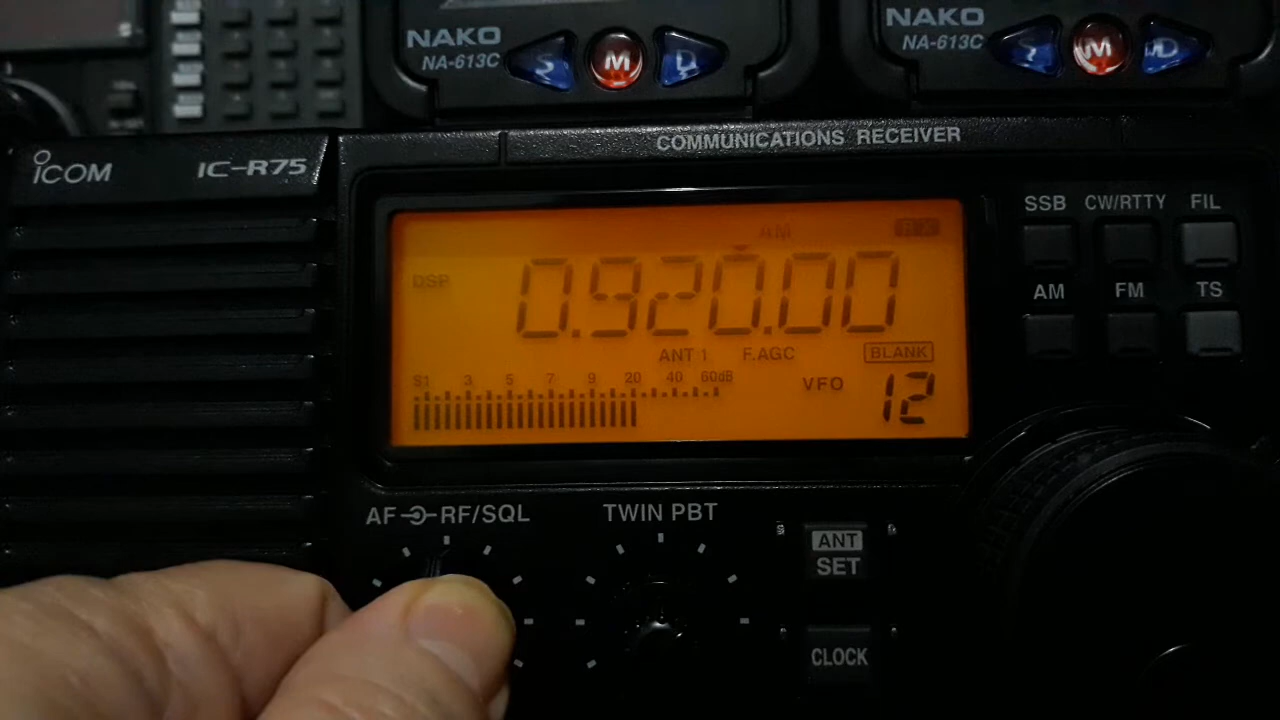 NAKO
NA-613C
S M D
NAKO
NA-613C
M D
ICOM
IC-R75
COMMUNICATIONS RECEIVER
AM
DSP
0.920.00
ANT 1 F.AGC BLANK
S1 3 5 7 9 20 40 60dB
VFO 12
SSB CW/RTTY FIL
AM FM TS
AF RF/SQL
TWIN PBT
ANT
SET
CLOCK